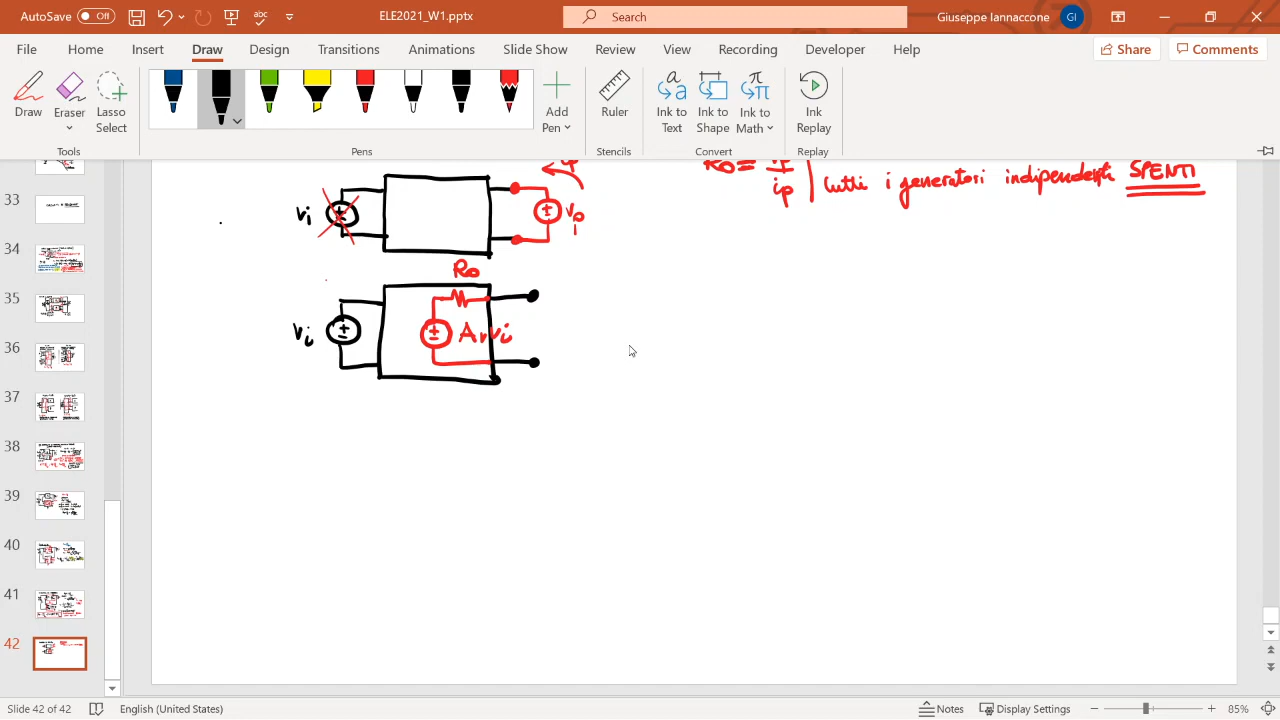 AutoSave Off
ELE2021_W1.pptx
Search
Giuseppe Iannaccone GI
File Home Insert Draw Design Transitions Animations Slide Show Review View Recording Developer Help Share Comments
Draw Eraser Lasso Select
Add Pen
Ruler
Ink to Text
Ink to Shape
Ink to Math
Ink Replay
Tools Pens Stencils Convert Replay
33
34
35
36
37
38
39
40
41
42
Ro = ip | tutti i generatori indipendenti SPENTI
vi vp
Ro
vi Avvi
Slide 42 of 42 English (United States) Notes Display Settings 85%